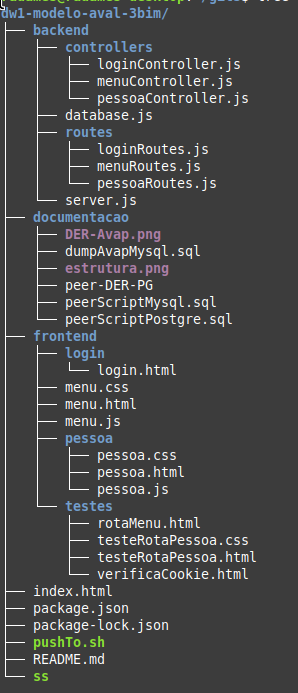 dw1-modelo-aval-3bim/
├── backend
│   ├── controllers
│   │   ├── loginController.js
│   │   ├── menuController.js
│   │   └── pessoaController.js
│   ├── database.js
│   ├── routes
│   │   ├── loginRoutes.js
│   │   ├── menuRoutes.js
│   │   └── pessoaRoutes.js
│   └── server.js
├── documentacao
│   ├── DER-Avap.png
│   ├── dumpAvapMysql.sql
│   ├── estrutura.png
│   ├── peer-DER-PG
│   ├── peerScriptMysql.sql
│   └── peerScriptPostgre.sql
├── frontend
│   ├── login
│   │   └── login.html
│   ├── menu.css
│   ├── menu.html
│   ├── menu.js
│   ├── pessoa
│   │   ├── pessoa.css
│   │   ├── pessoa.html
│   │   └── pessoa.js
│   └── testes
│       ├── rotaMenu.html
│       ├── testeRotaPessoa.css
│       ├── testeRotaPessoa.html
│       └── verificaCookie.html
├── index.html
├── package.json
├── package-lock.json
├── pushTo.sh
├── README.md
└── ss